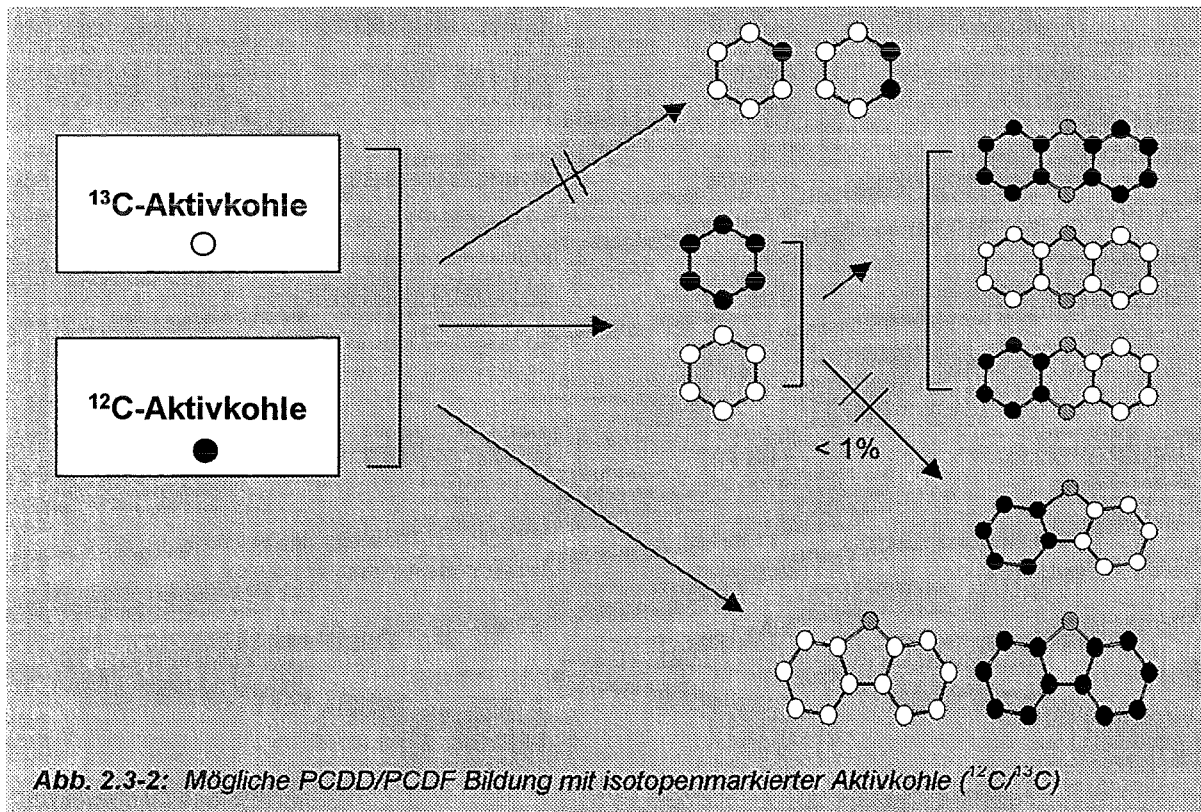 ¹³C-Aktivkohle
¹²C-Aktivkohle
< 1%
Abb. 2.3-2: Mögliche PCDD/PCDF Bildung mit isotopenmarkierter Aktivkohle (¹²C/¹³C)